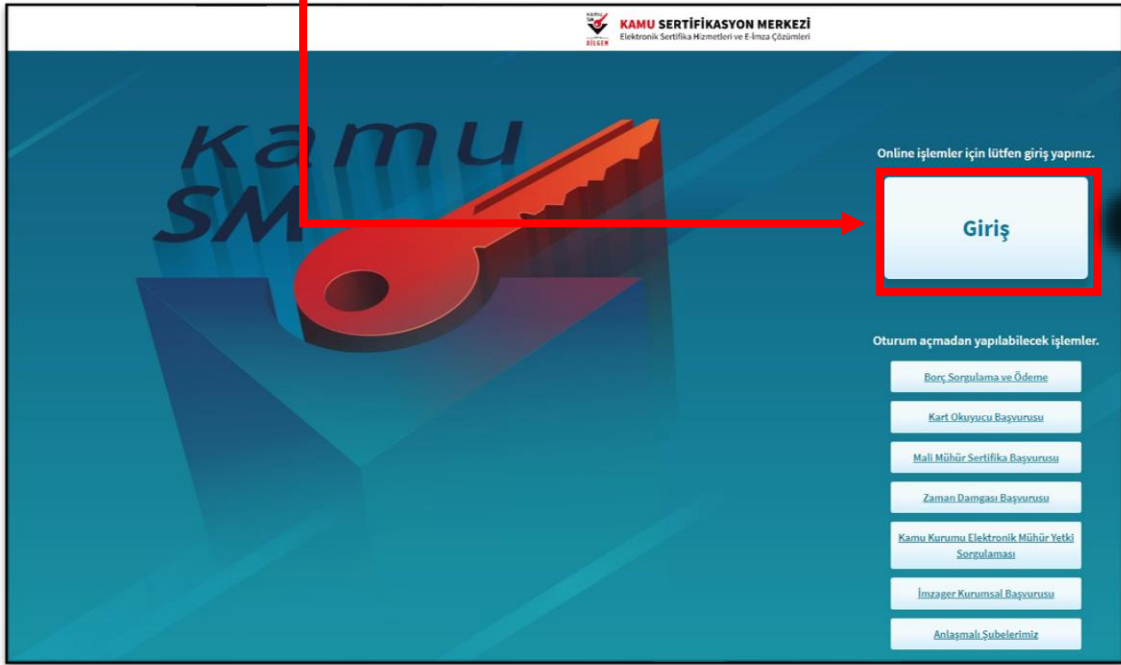 KAMU
SM
BİLGEM
KAMU SERTİFİKASYON MERKEZİ
Elektronik Sertifika Hizmetleri ve E-İmza Çözümleri
Kamu
SM
Online işlemler için lütfen giriş yapınız.
Giriş
Oturum açmadan yapılabilecek işlemler.
Borç Sorgulama ve Ödeme
Kart Okuyucu Başvurusu
Mali Mühür Sertifika Başvurusu
Zaman Damgası Başvurusu
Kamu Kurumu Elektronik Mühür Yetki
Sorgulaması
İmzager Kurumsal Başvurusu
Anlaşmalı Şubelerimiz